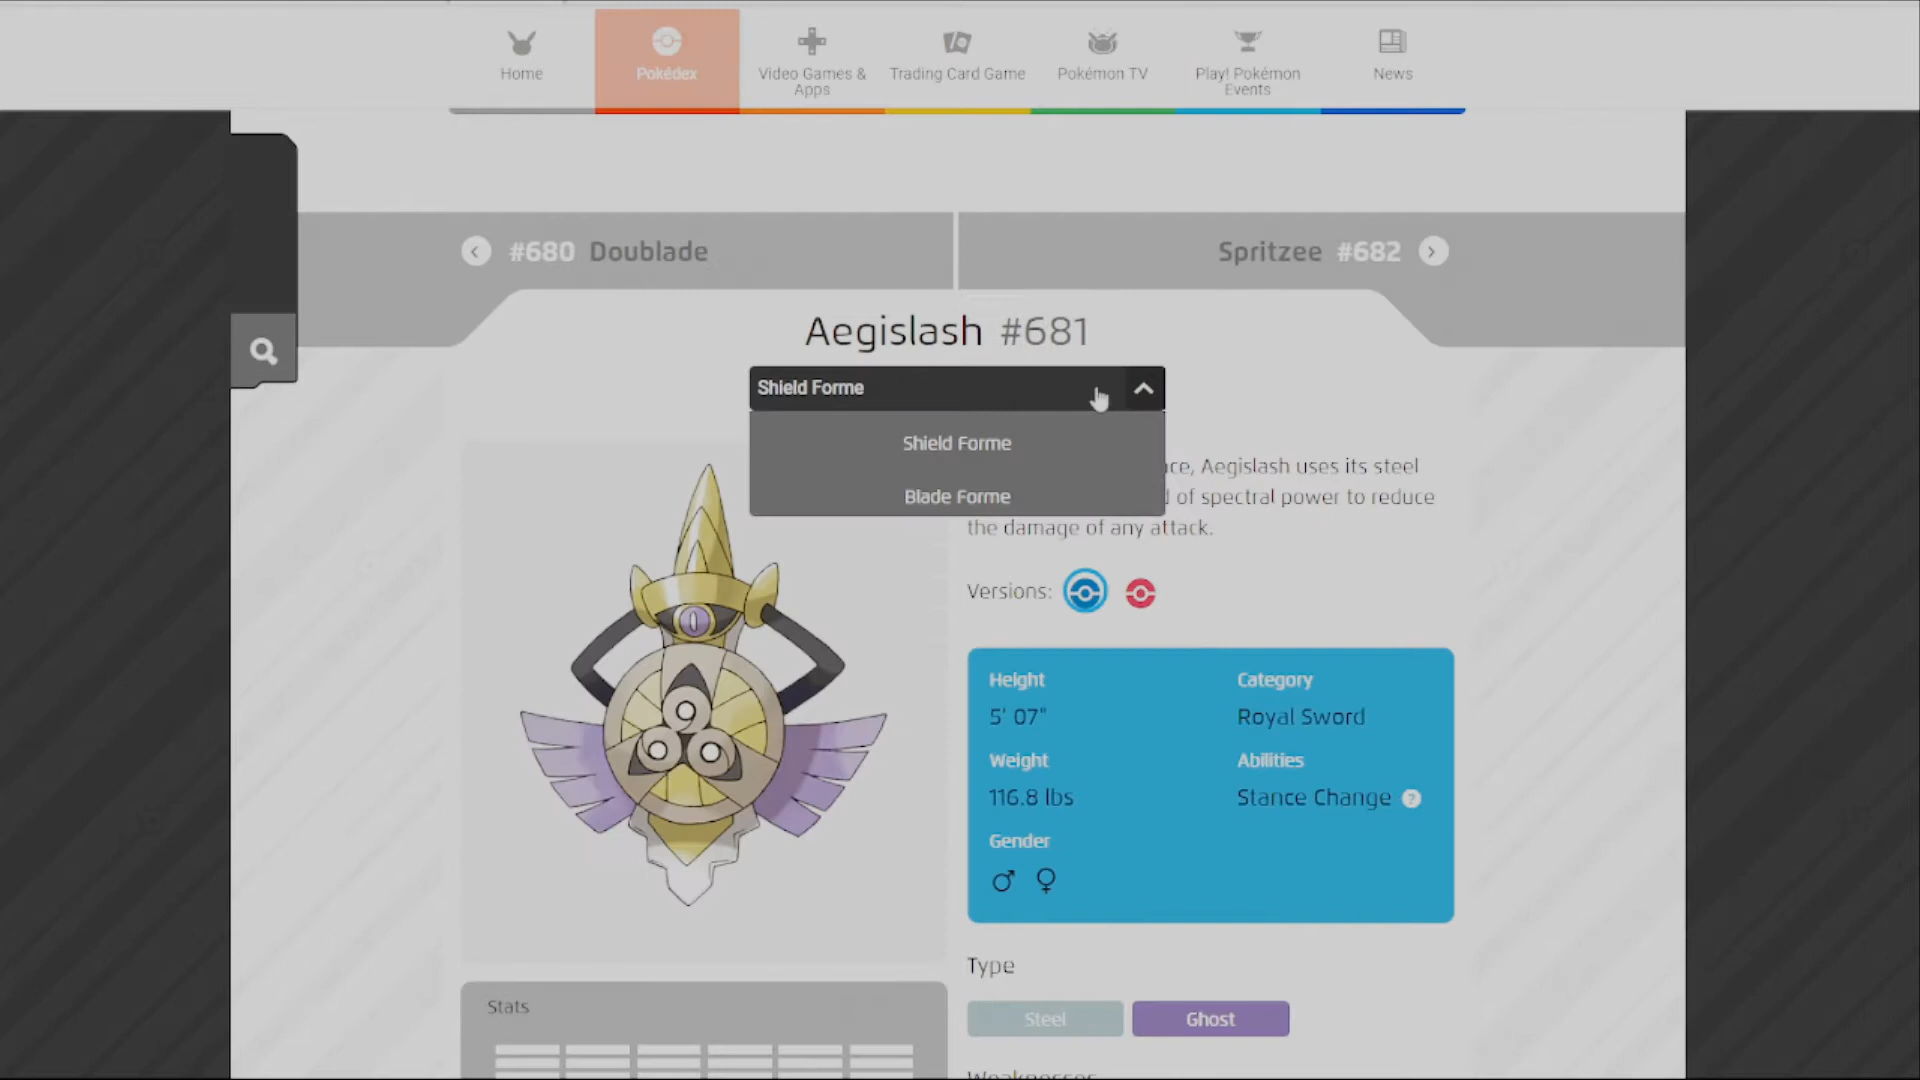 Home
Pokédex
Video Games &
Apps
Trading Card Game
Pokémon TV
Play! Pokémon
Events
News
#680 Doublade
Spritzee #682
Aegislash #681
Shield Forme
Shield Forme
Blade Forme
Aegislash uses its steel
of spectral power to reduce
the damage of any attack.
Versions:
Height
5' 07"
Category
Royal Sword
Weight
116.8 lbs
Abilities
Stance Change ?
Gender
♂ ♀
Type
Steel
Ghost
Stats
Weaknesses